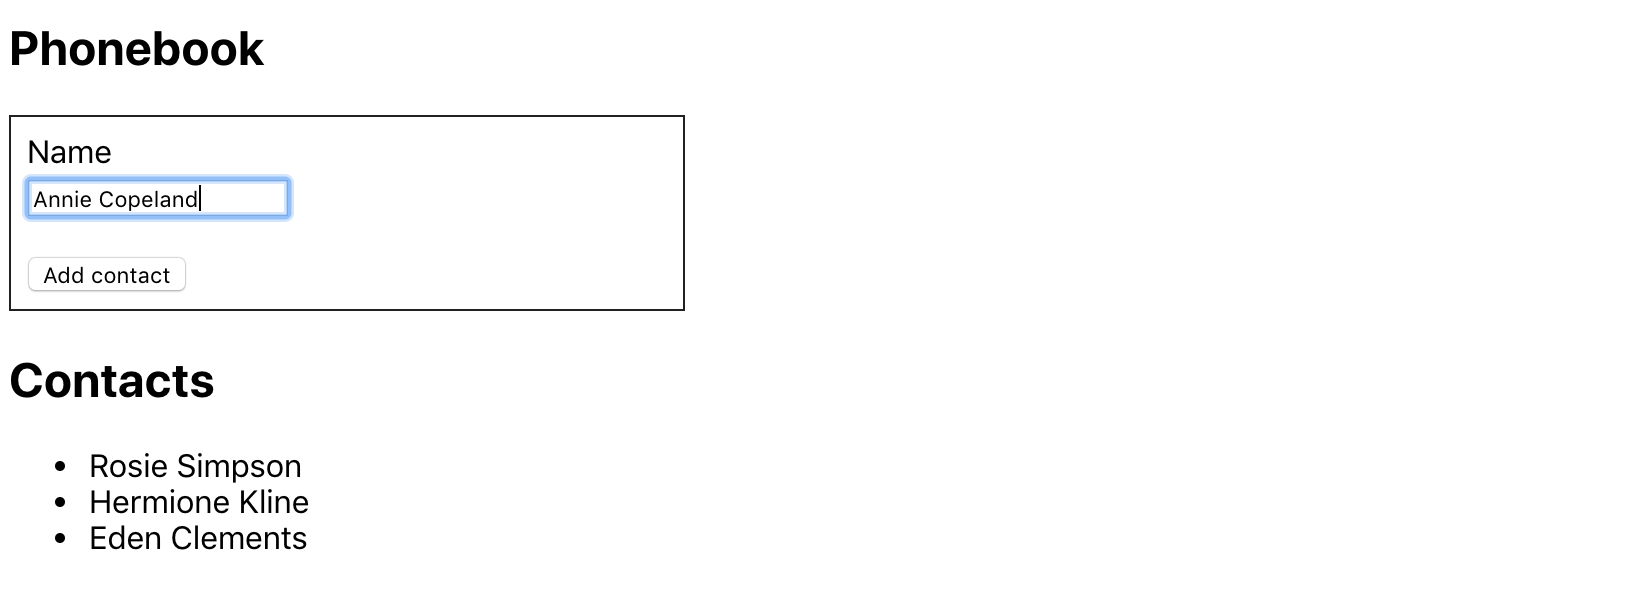 Phonebook
Name
Annie Copeland
Add contact
Contacts
Rosie Simpson
Hermione Kline
Eden Clements